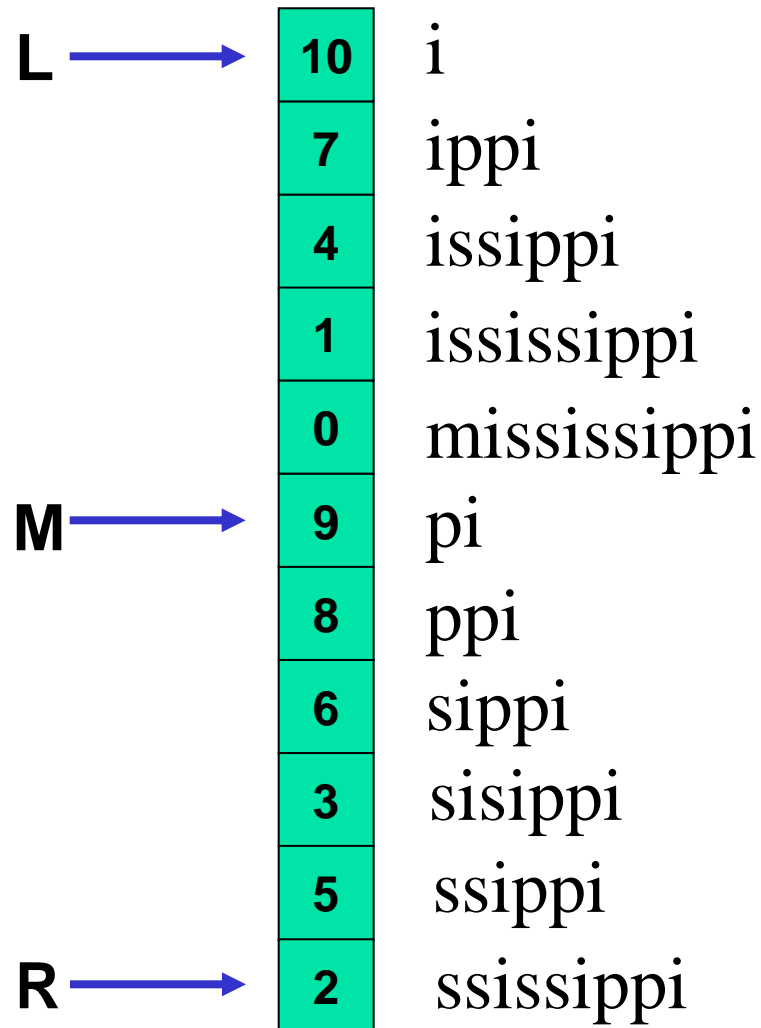 L 10 i
7 ippi
4 issippi
1 ississippi
0 mississippi
M 9 pi
8 ppi
6 sippi
3 sisippi
5 ssippi
R 2 ssissippi